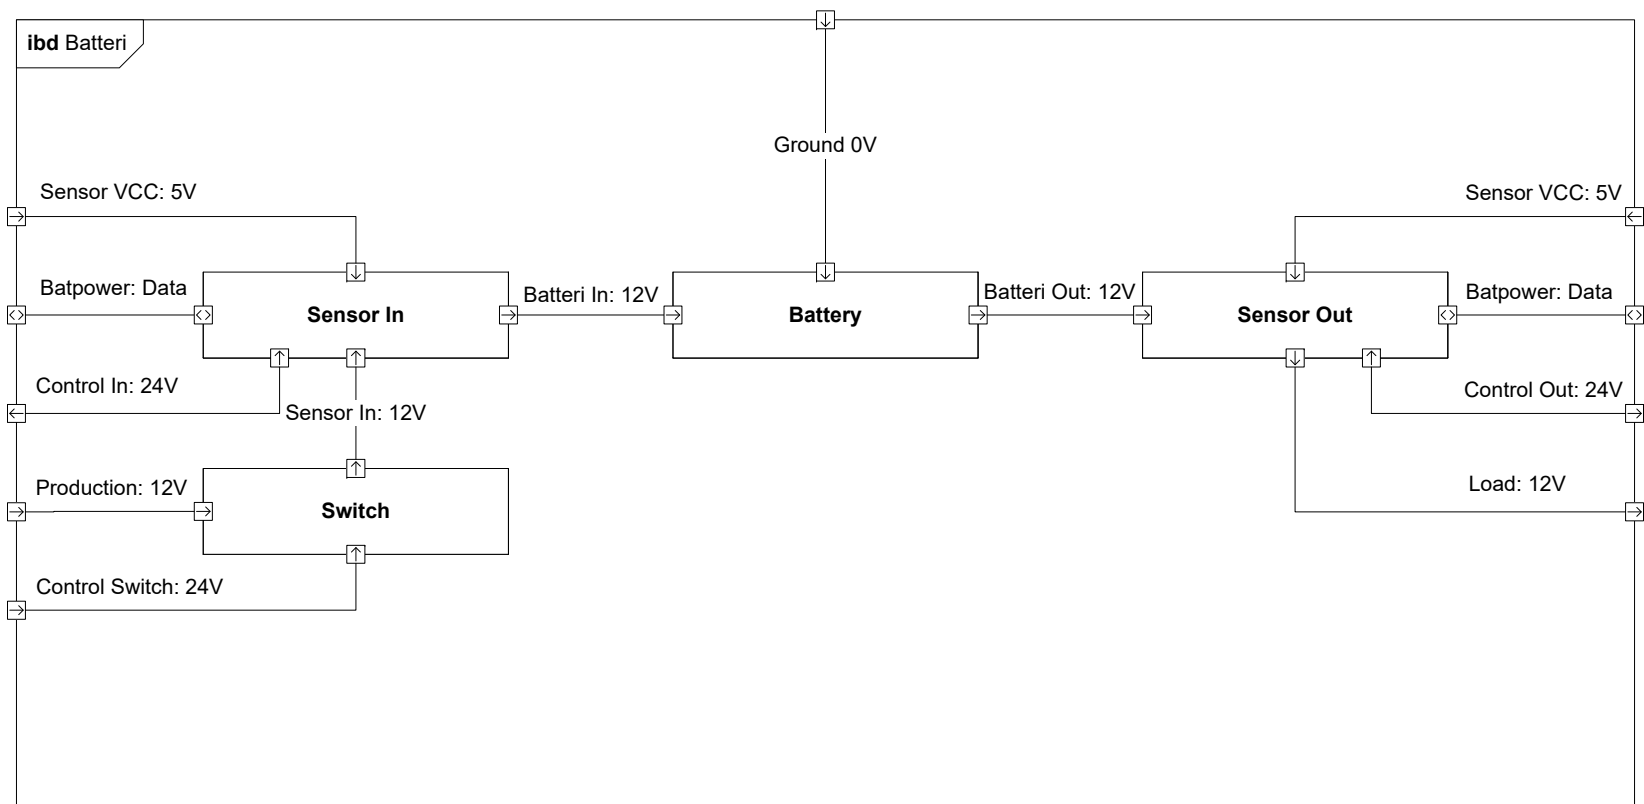 ibd Batteri
Ground 0V
Sensor VCC: 5V
Sensor VCC: 5V
Batpower: Data
Sensor In
Batteri In: 12V
Battery
Batteri Out: 12V
Sensor Out
Batpower: Data
Control In: 24V
Sensor In: 12V
Control Out: 24V
Production: 12V
Switch
Load: 12V
Control Switch: 24V